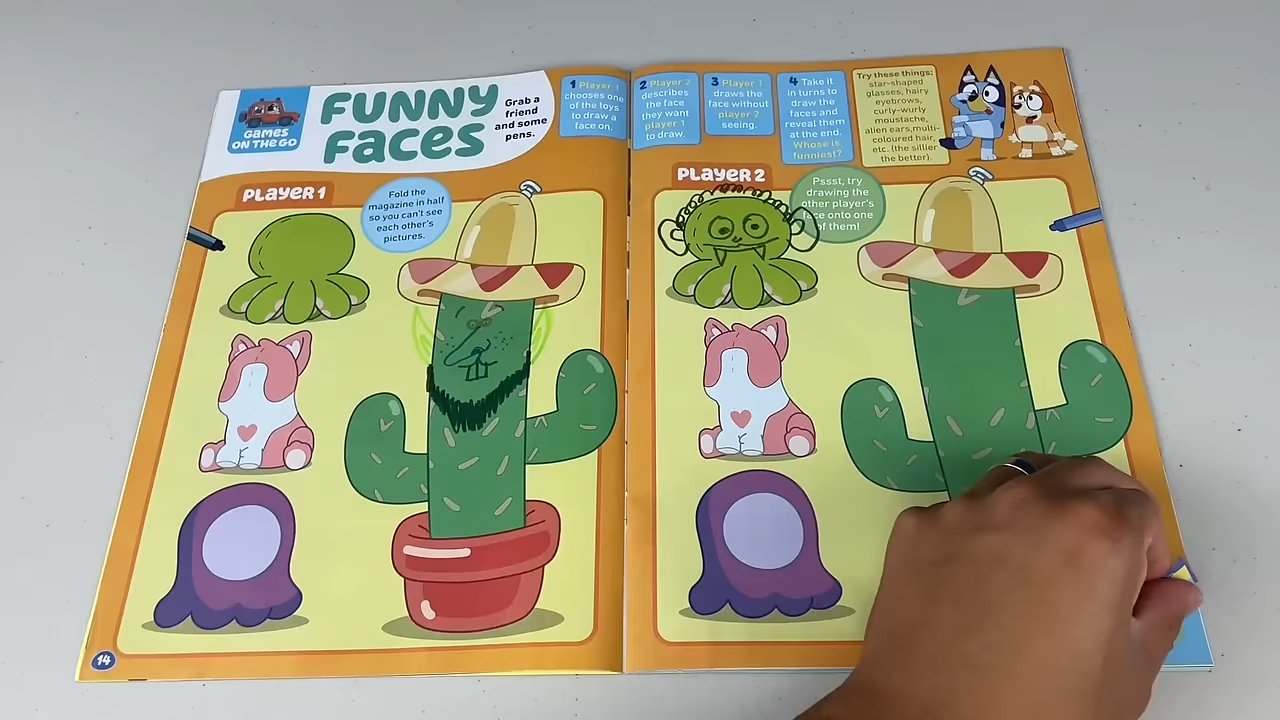 GAMES
ON THE GO
FUNNY
FACES
Grab a
friend
and some
pens.
1 Player 1
chooses one
of the toys
to draw a
face on.
2 Player 2
describes
the face
they want
player 1
to draw.
3 Player 1
draws the
face without
player 2
seeing.
4 Take it
in turns to
draw the
faces and
reveal them
at the end.
Whose is
funniest?
Try these things:
star-shaped
glasses, hairy
eyebrows,
curly-wurly
moustache,
alien ears, multi-
coloured hair,
etc. (the sillier
the better).
PLAYER 1
Fold the
magazine in half
so you can't see
each other's
pictures.
PLAYER 2
Pssst, try
drawing the
other player's
face onto one
of them!
14